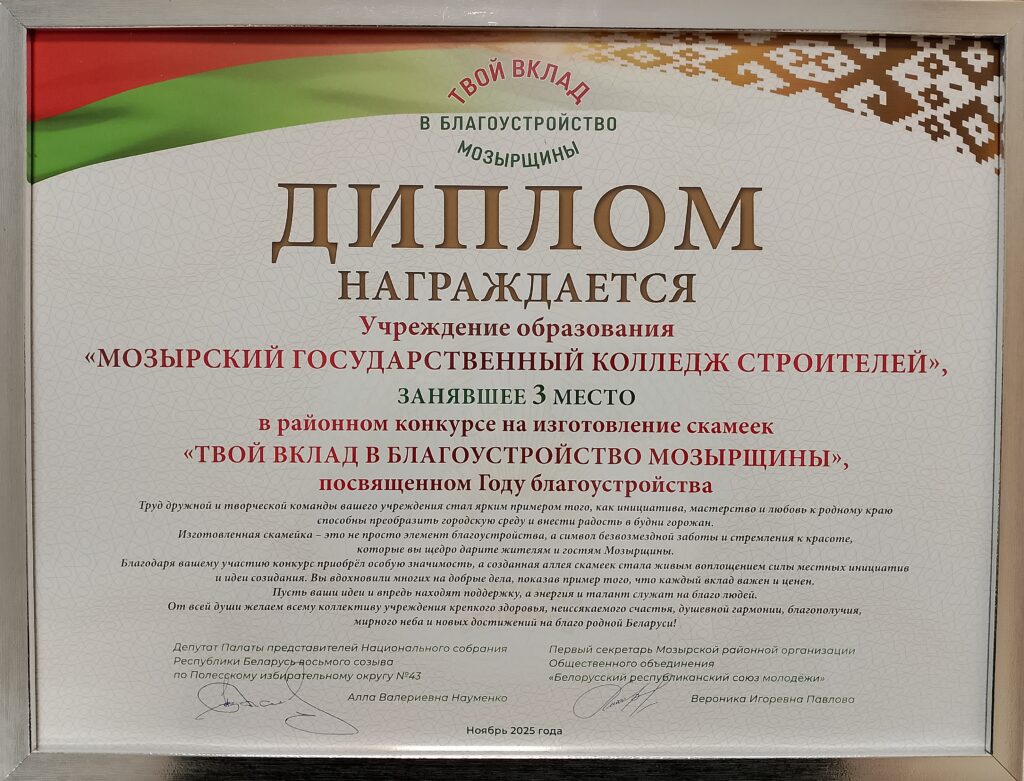 ТВОЙ ВКЛАД
В БЛАГОУСТРОЙСТВО
МОЗЫРЩИНЫ
ДИПЛОМ
НАГРАЖДАЕТСЯ
Учреждение образования
«МОЗЫРСКИЙ ГОСУДАРСТВЕННЫЙ КОЛЛЕДЖ СТРОИТЕЛЕЙ»,
ЗАНЯВШЕЕ 3 МЕСТО
в районном конкурсе на изготовление скамеек
«ТВОЙ ВКЛАД В БЛАГОУСТРОЙСТВО МОЗЫРЩИНЫ»,
посвященном Году благоустройства
Труд дружной и творческой команды вашего учреждения стал ярким примером того, как инициатива, мастерство и любовь к родному краю
способны преобразить городскую среду и внести радость в будни горожан.
Изготовленная скамейка – это не просто элемент благоустройства, а символ безвозмездной заботы и стремления к красоте,
которые вы щедро дарите жителям и гостям Мозырщины.
Благодаря вашему участию конкурс приобрёл особую значимость, а созданная аллея скамеек стала живым воплощением силы местных инициатив
и идеи созидания. Вы вдохновили многих на добрые дела, показав пример того, что каждый вклад важен и ценен.
Пусть ваши идеи и впредь находят поддержку, а энергия и талант служат на благо людей.
От всей души желаем всему коллективу учреждения крепкого здоровья, неиссякаемого счастья, душевной гармонии, благополучия,
мирного неба и новых достижений на благо родной Беларуси!
Депутат Палаты представителей Национального собрания
Республики Беларусь восьмого созыва
по Полесскому избирательному округу №43
Алла Валериевна Науменко
Первый секретарь Мозырской районной организации
Общественного объединения
«Белорусский республиканский союз молодёжи»
Вероника Игоревна Павлова
Ноябрь 2025 года